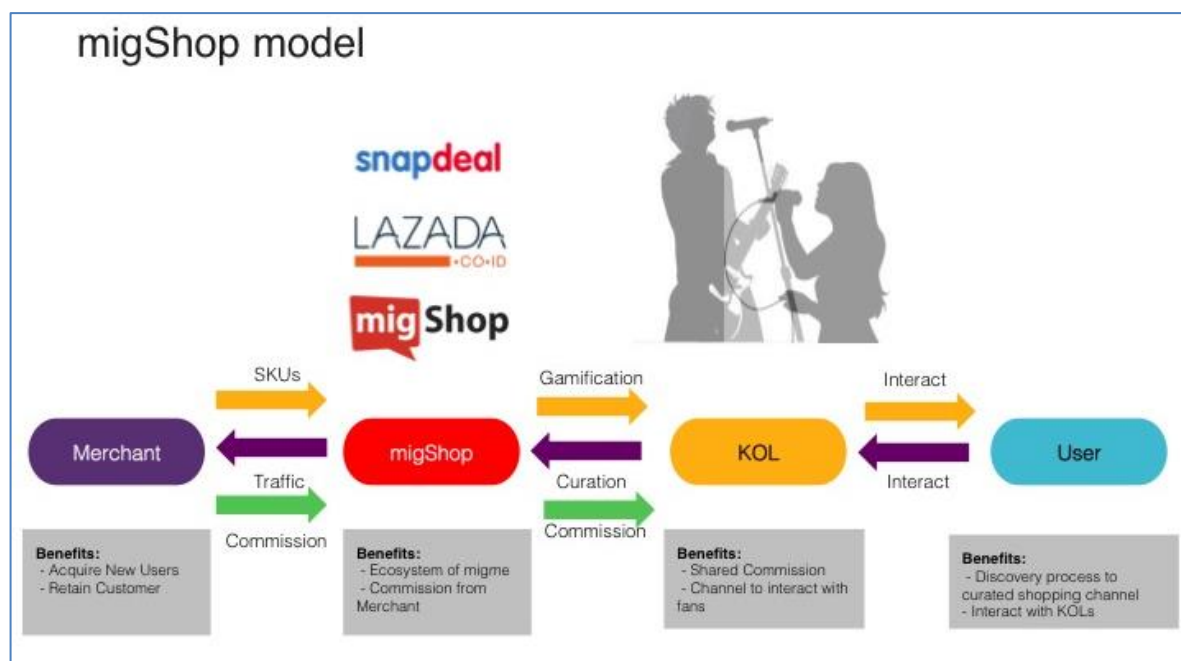 migShop model
snapdeal
LAZADA
.CO.ID
mig Shop
SKUs
Gamification
Interact
Merchant
migShop
KOL
User
Traffic
Curation
Interact
Commission
Commission
Benefits:
- Acquire New Users
- Retain Customer
Benefits:
- Ecosystem of migme
- Commission from
Merchant
Benefits:
- Shared Commission
- Channel to interact with
fans
Benefits:
- Discovery process to
curated shopping channel
- Interact with KOLs